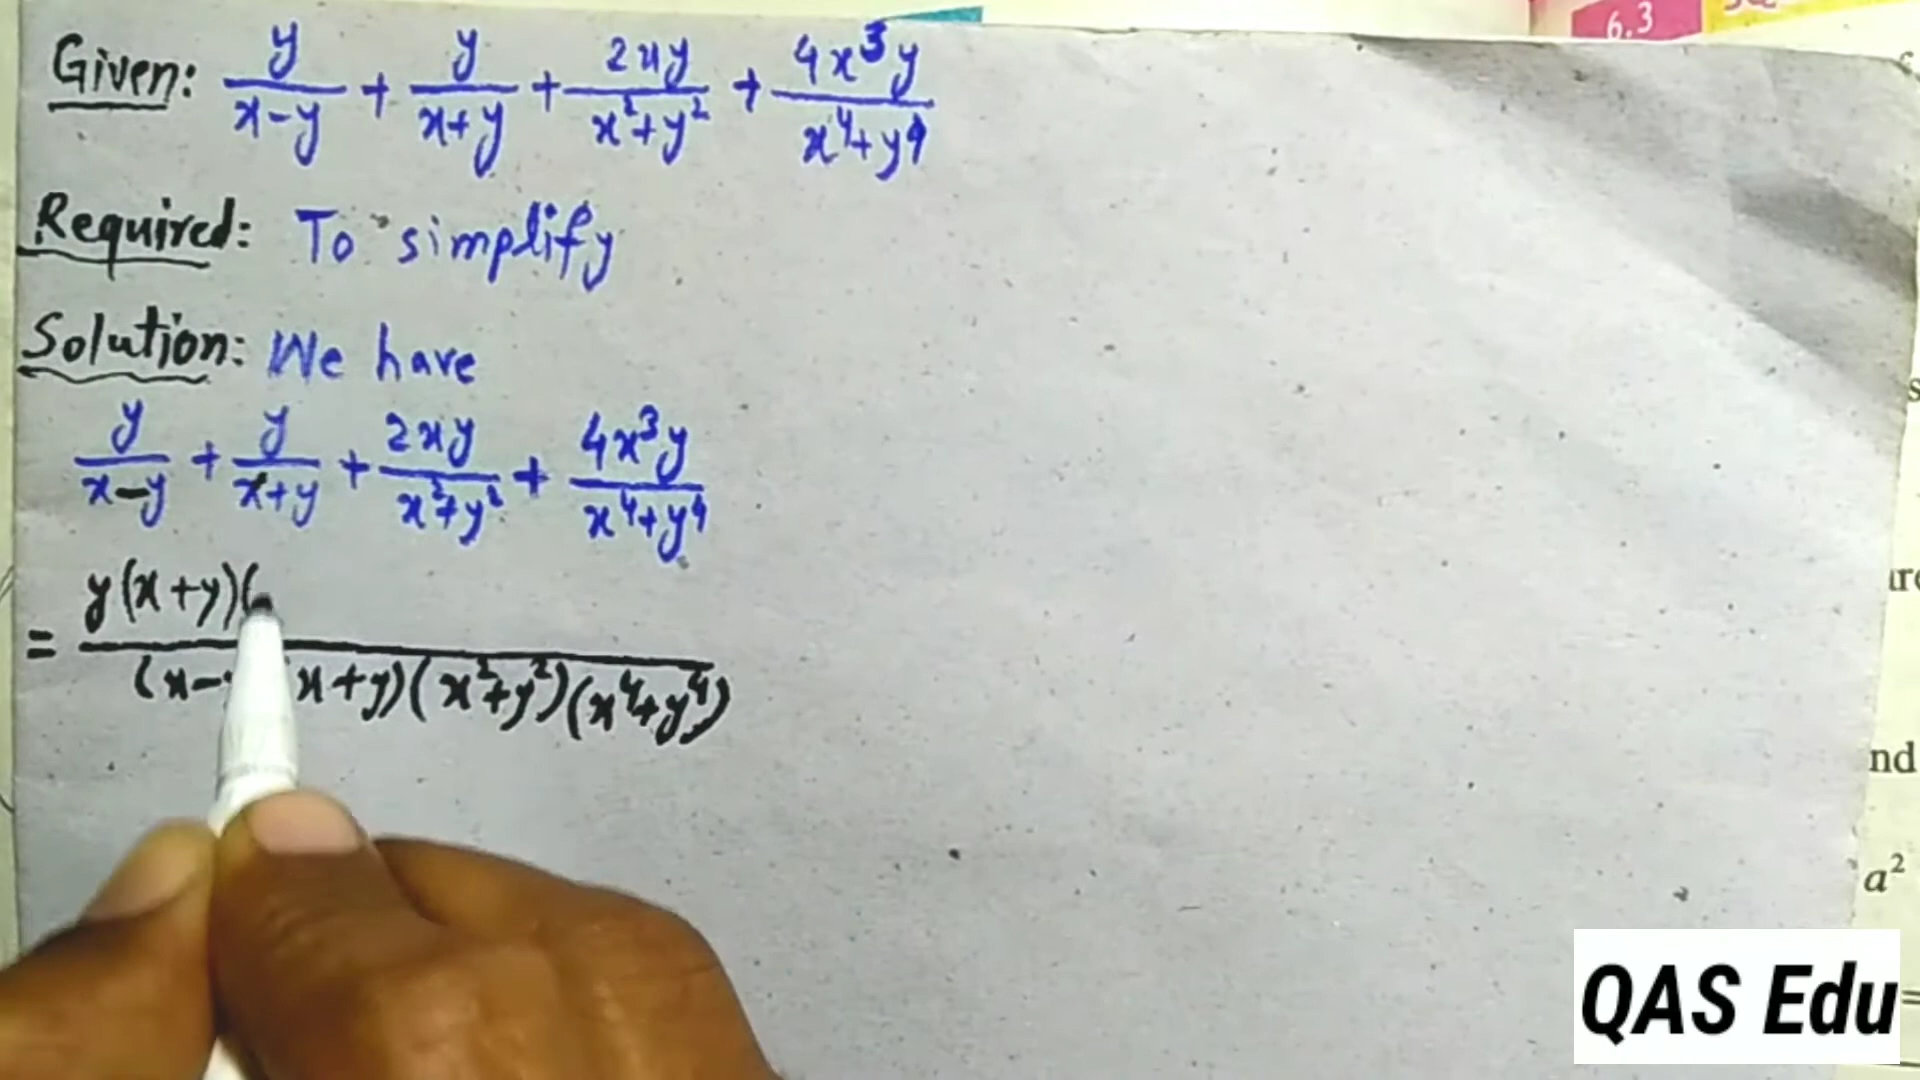 6.3
Given: y/(x-y) + y/(x+y) + 2xy/(x²+y²) + 4x³y/(x⁴+y⁴)
Required: To simplify
Solution: We have
y/(x-y) + y/(x+y) + 2xy/(x²+y²) + 4x³y/(x⁴+y⁴)
= y(x+y)(
(x- x+y)(x²+y²)(x⁴+y⁴)
nd
a²
QAS Edu